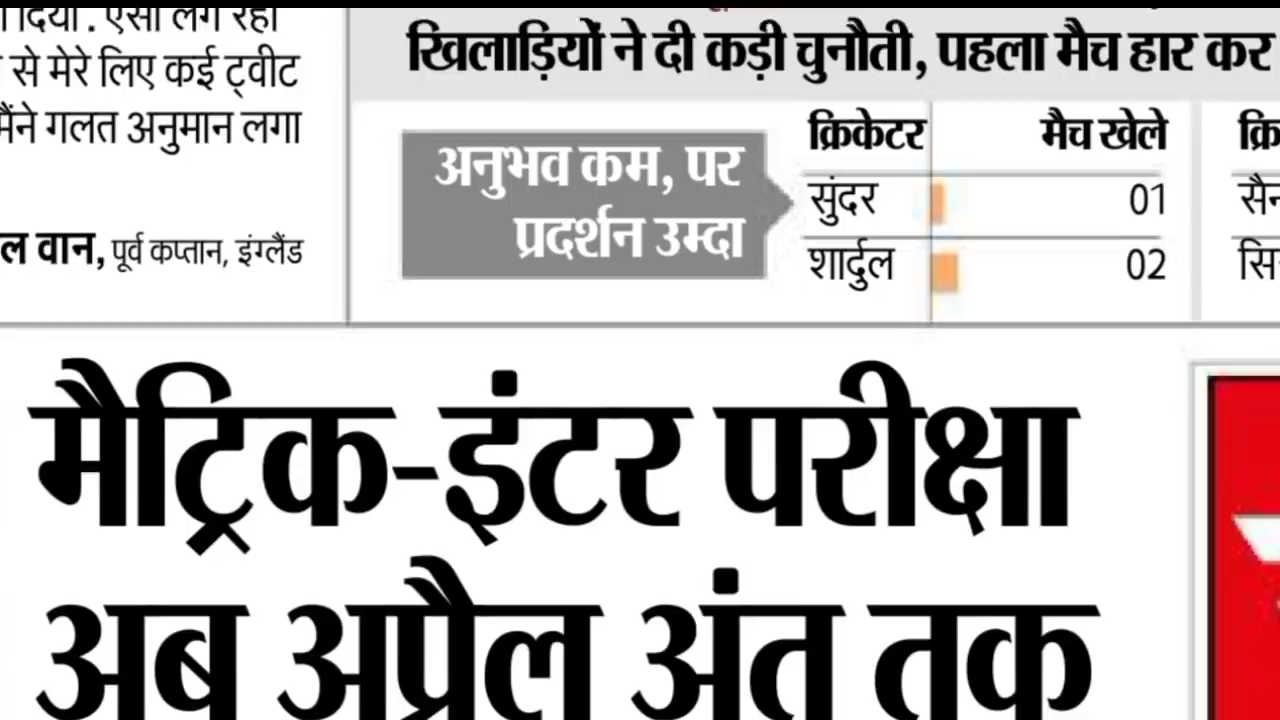 दिया. ऐसा लग रहा
से मेरे लिए कई ट्वीट
मैंने गलत अनुमान लगा
ल वान, पूर्व कप्तान, इंग्लैंड
खिलाड़ियों ने दी कड़ी चुनौती, पहला मैच हार कर
अनुभव कम, पर
प्रदर्शन उम्दा
क्रिकेटर मैच खेले
सुंदर 01
शार्दुल 02
क्रि
सैन
सि
मैट्रिक-इंटर परीक्षा
अब अप्रैल अंत तक